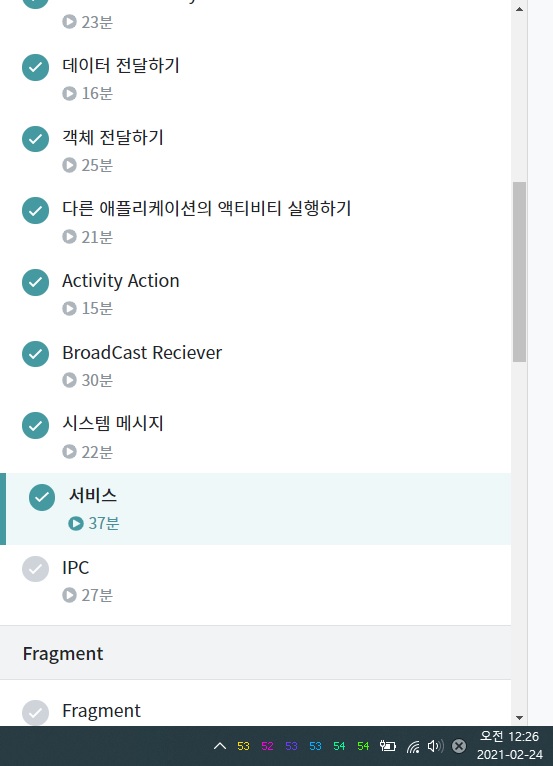 23분
데이터 전달하기
16분
객체 전달하기
25분
다른 애플리케이션의 액티비티 실행하기
21분
Activity Action
15분
BroadCast Reciever
30분
시스템 메시지
22분
서비스
37분
IPC
27분
Fragment
Fragment
53 52 53 53 54 54
오전 12:26
2021-02-24